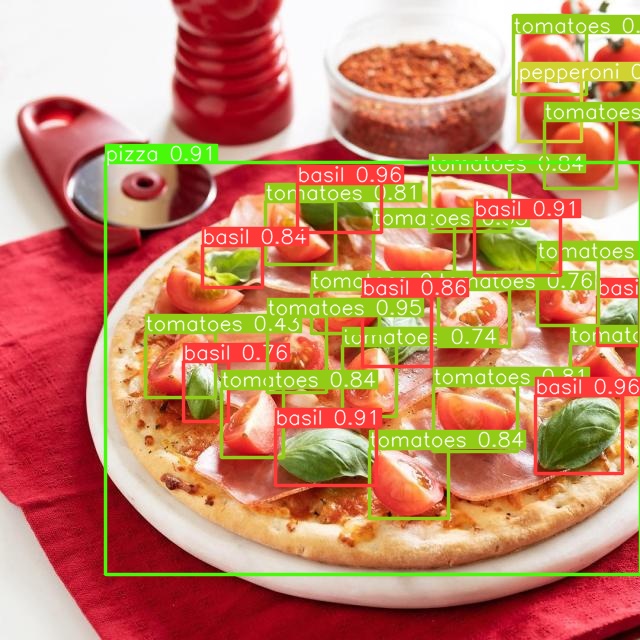 tomatoes 0.
pepperoni 0
tomatoes
pizza 0.91
tomatoes 0.84
basil 0.96
tomatoes 0.81
basil 0.91
basil 0.84
tomatoes
tomatoes 0.76
basil 0.86
basi
tomatoes 0.95
tomatoes 0.43
tomatoes 0.74
tomat
basil 0.76
tomatoes 0.84
tomatoes 0.81
basil 0.96
basil 0.91
tomatoes 0.84